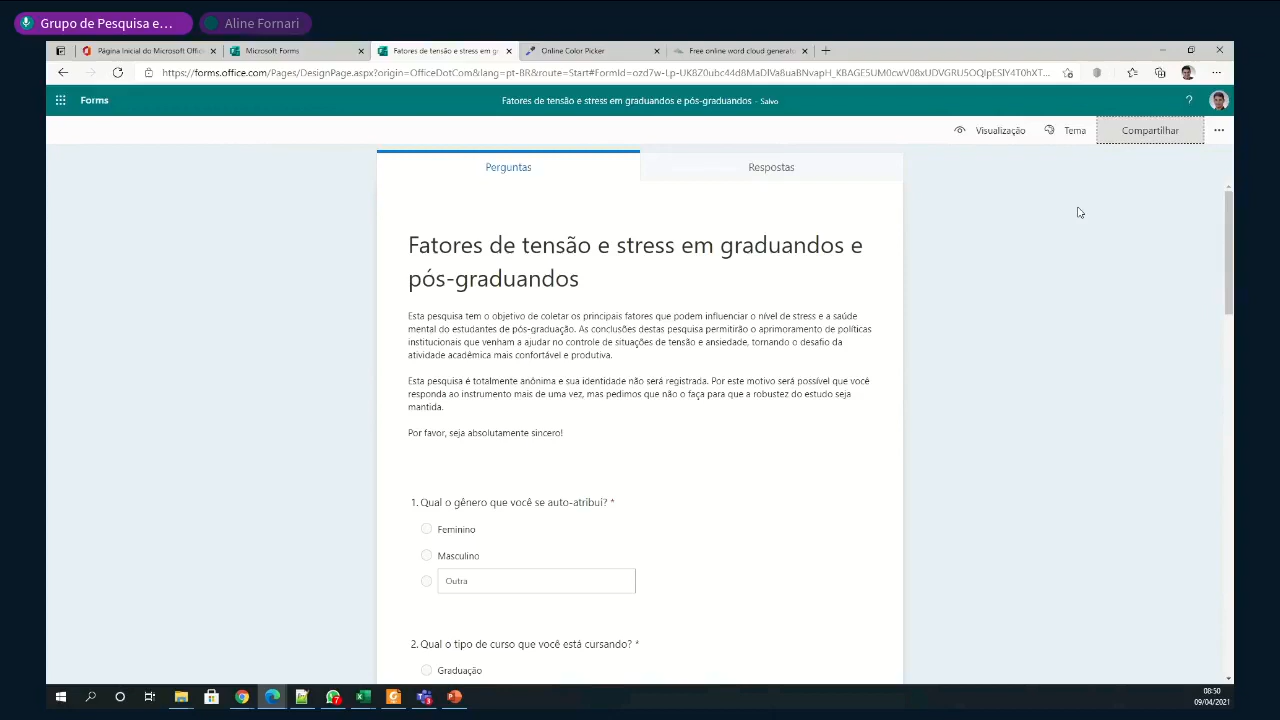 Grupo de Pesquisa e...
Aline Fornari
Página Inicial do Microsoft Offic
Microsoft Forms
Fatores de tensão e stress em gr
Online Color Picker
Free online word cloud generato
Forms
Fatores de tensão e stress em graduandos e pós-graduandos - Salvo
Visualização
Tema
Compartilhar
Perguntas
Respostas
Fatores de tensão e stress em graduandos e
pós-graduandos
Esta pesquisa tem o objetivo de coletar os principais fatores que podem influenciar o nível de stress e a saúde
mental do estudantes de pós-graduação. As conclusões destas pesquisa permitirão o aprimoramento de políticas
institucionais que venham a ajudar no controle de situações de tensão e ansiedade, tornando o desafio da
atividade acadêmica mais confortável e produtiva.
Esta pesquisa é totalmente anônima e sua identidade não será registrada. Por este motivo será possível que você
responda ao instrumento mais de uma vez, mas pedimos que não o faça para que a robustez do estudo seja
mantida.
Por favor, seja absolutamente sincero!
1. Qual o gênero que você se auto-atribui? *
Feminino
Masculino
Outra
2. Qual o tipo de curso que você está cursando? *
Graduação
08:50
09/04/2021